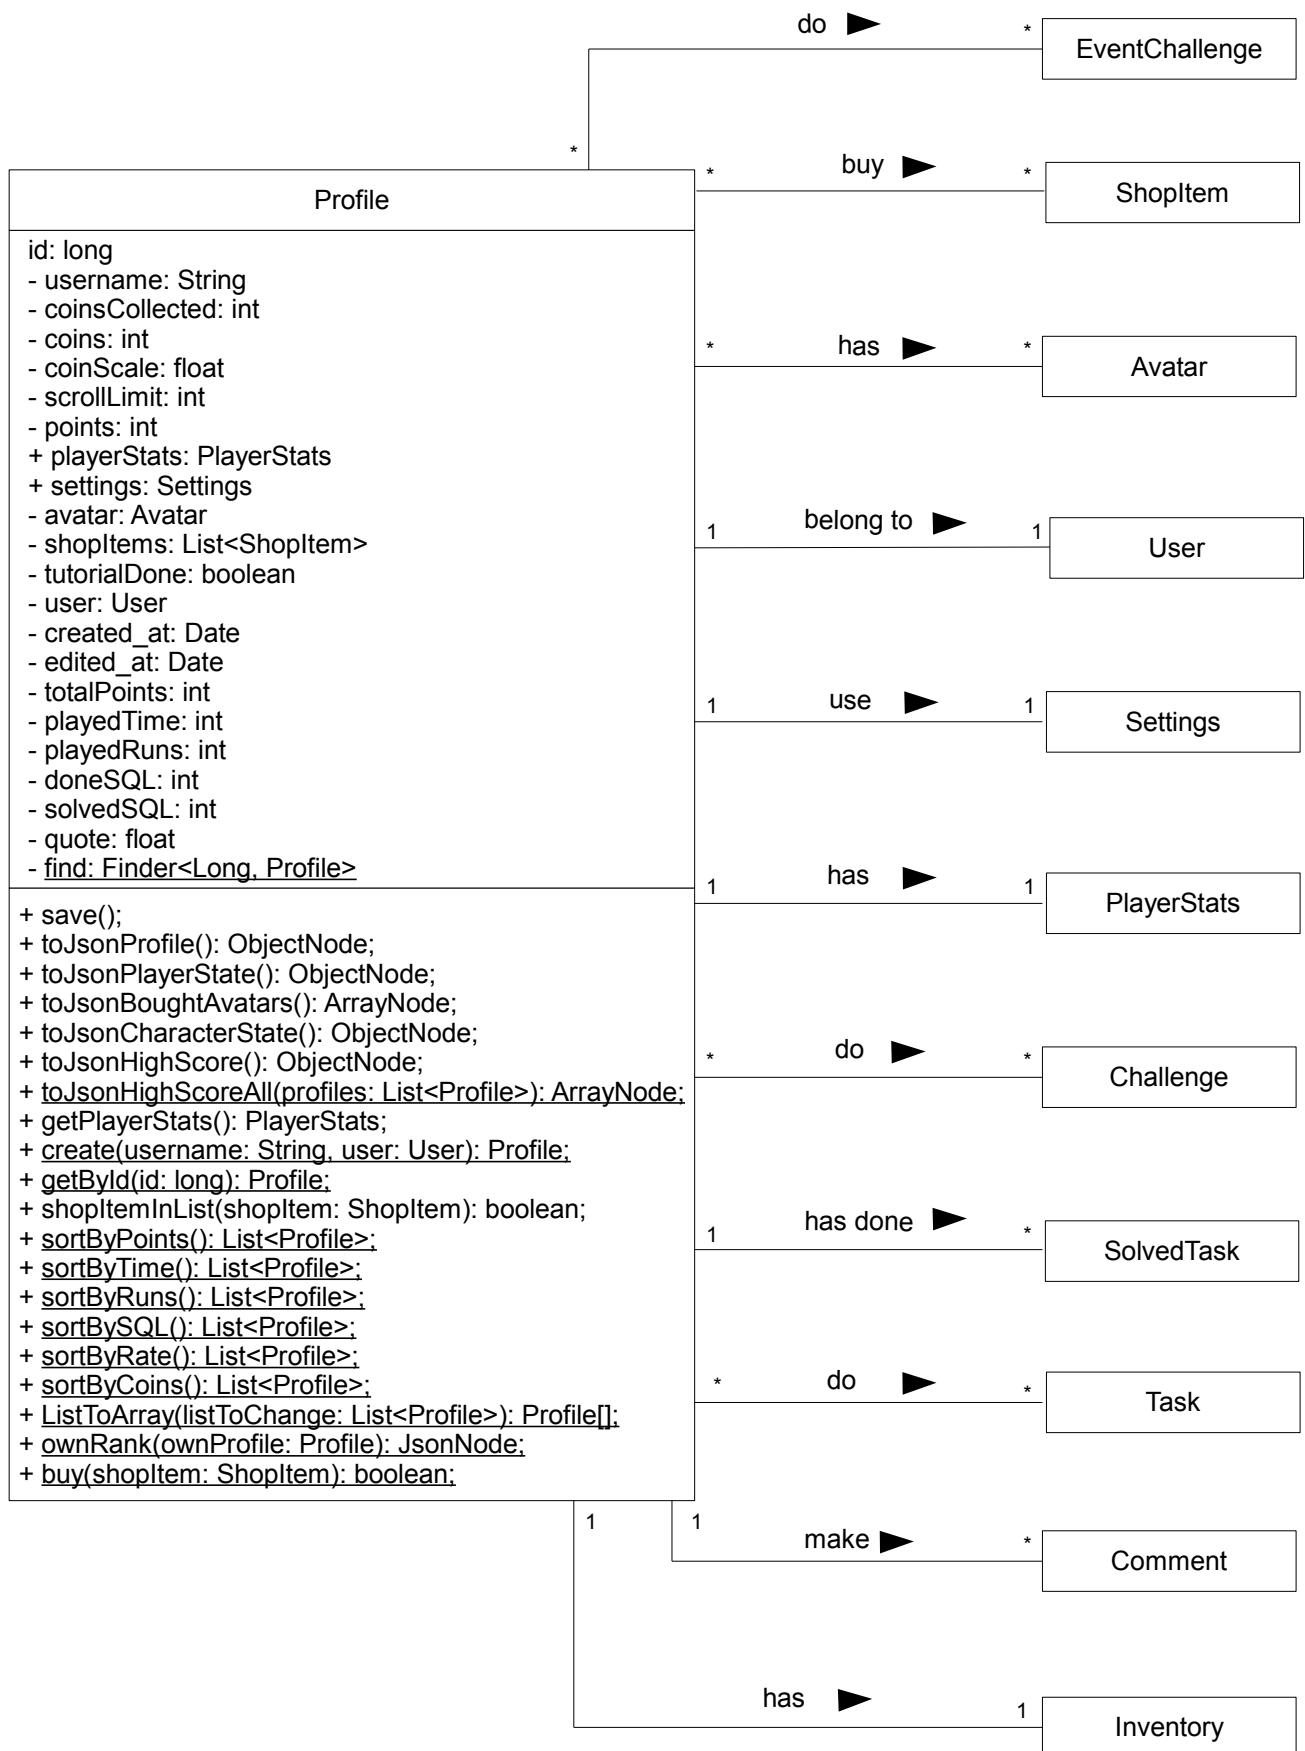 do ►
*
EventChallenge
*
Profile
*
buy ►
*
ShopItem
id: long
- username: String
- coinsCollected: int
- coins: int
- coinScale: float
- scrollLimit: int
- points: int
+ playerStats: PlayerStats
+ settings: Settings
- avatar: Avatar
- shopItems: List<ShopItem>
- tutorialDone: boolean
- user: User
- created_at: Date
- edited_at: Date
- totalPoints: int
- playedTime: int
- playedRuns: int
- doneSQL: int
- solvedSQL: int
- quote: float
- find: Finder<Long, Profile>
+ save();
+ toJsonProfile(): ObjectNode;
+ toJsonPlayerState(): ObjectNode;
+ toJsonBoughtAvatars(): ArrayNode;
+ toJsonCharacterState(): ObjectNode;
+ toJsonHighScore(): ObjectNode;
+ toJsonHighScoreAll(profiles: List<Profile>): ArrayNode;
+ getPlayerStats(): PlayerStats;
+ create(username: String, user: User): Profile;
+ getById(id: long): Profile;
+ shopItemInList(shopItem: ShopItem): boolean;
+ sortByPoints(): List<Profile>;
+ sortByTime(): List<Profile>;
+ sortByRuns(): List<Profile>;
+ sortBySQL(): List<Profile>;
+ sortByRate(): List<Profile>;
+ sortByCoins(): List<Profile>;
+ ListToArray(listToChange: List<Profile>): Profile[];
+ ownRank(ownProfile: Profile): JsonNode;
+ buy(shopItem: ShopItem): boolean;
*
has ►
*
Avatar
1
belong to ►
1
User
1
use ►
1
Settings
1
has ►
1
PlayerStats
*
do ►
*
Challenge
1
has done ►
*
SolvedTask
*
do ►
*
Task
1
make ►
*
Comment
1
has ►
1
Inventory